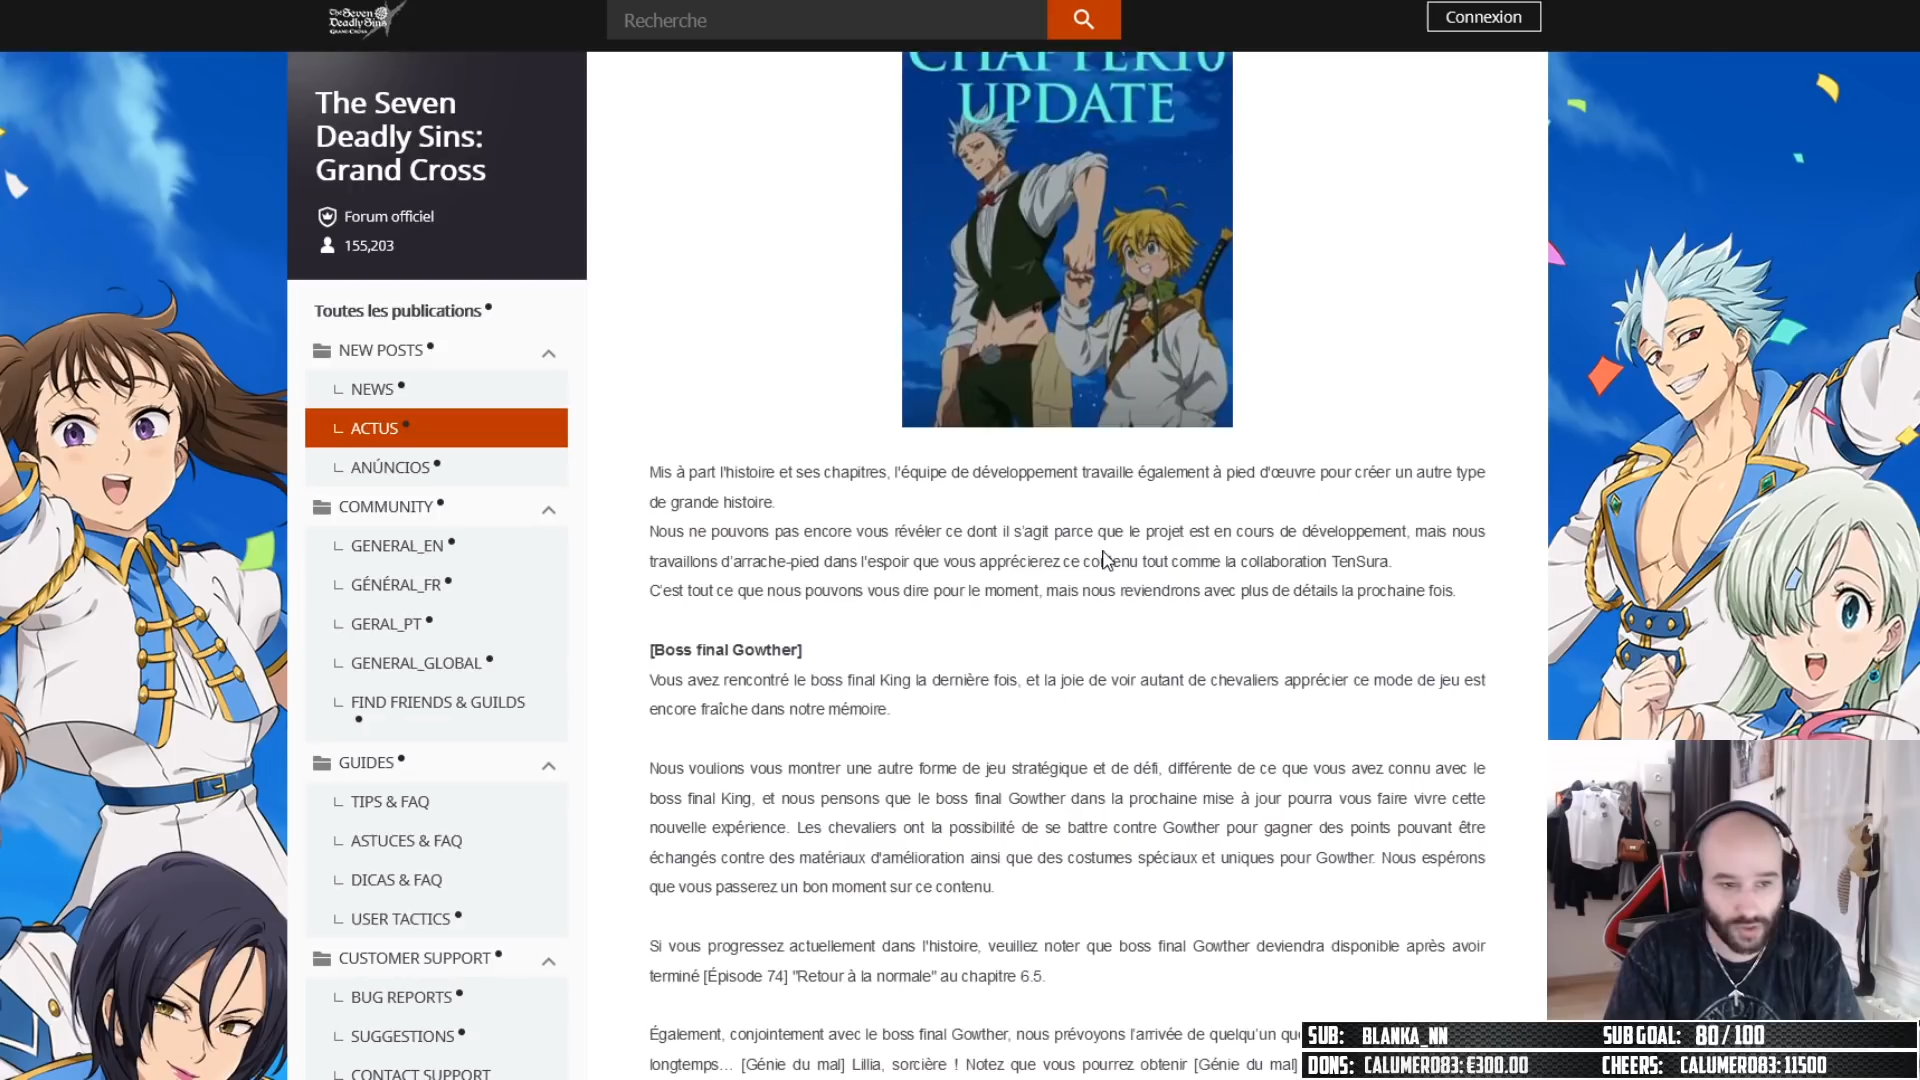 The Seven
Deadly Sins
GRAND CROSS
Recherche
Connexion
The Seven
Deadly Sins:
Grand Cross
Forum officiel
155,203
Toutes les publications
NEW POSTS
NEWS
ACTUS
ANÚNCIOS
COMMUNITY
GENERAL_EN
GÉNÉRAL_FR
GERAL_PT
GENERAL_GLOBAL
FIND FRIENDS & GUILDS
GUIDES
TIPS & FAQ
ASTUCES & FAQ
DICAS & FAQ
USER TACTICS
CUSTOMER SUPPORT
BUG REPORTS
SUGGESTIONS
CONTACT SUPPORT
CHAPTER10
UPDATE
Mis à part l'histoire et ses chapitres, l'équipe de développement travaille également à pied d'œuvre pour créer un autre type
de grande histoire.
Nous ne pouvons pas encore vous révéler ce dont il s'agit parce que le projet est en cours de développement, mais nous
travaillons d'arrache-pied dans l'espoir que vous apprécierez ce contenu tout comme la collaboration TenSura.
C'est tout ce que nous pouvons vous dire pour le moment, mais nous reviendrons avec plus de détails la prochaine fois.
[Boss final Gowther]
Vous avez rencontré le boss final King la dernière fois, et la joie de voir autant de chevaliers apprécier ce mode de jeu est
encore fraîche dans notre mémoire.
Nous voulions vous montrer une autre forme de jeu stratégique et de défi, différente de ce que vous avez connu avec le
boss final King, et nous pensons que le boss final Gowther dans la prochaine mise à jour pourra vous faire vivre cette
nouvelle expérience. Les chevaliers ont la possibilité de se battre contre Gowther pour gagner des points pouvant être
échangés contre des matériaux d'amélioration ainsi que des costumes spéciaux et uniques pour Gowther. Nous espérons
que vous passerez un bon moment sur ce contenu.
Si vous progressez actuellement dans l'histoire, veuillez noter que boss final Gowther deviendra disponible après avoir
terminé [Épisode 74] "Retour à la normale" au chapitre 6.5.
Également, conjointement avec le boss final Gowther, nous prévoyons l'arrivée de quelqu'un que
longtemps... [Génie du mal] Lillia, sorcière ! Notez que vous pourrez obtenir [Génie du mal]
SUB: BLANKA_NN
SUB GOAL: 80 / 100
DONS: CALUMER083: €300.00
CHEERS: CALUMER083: 11500